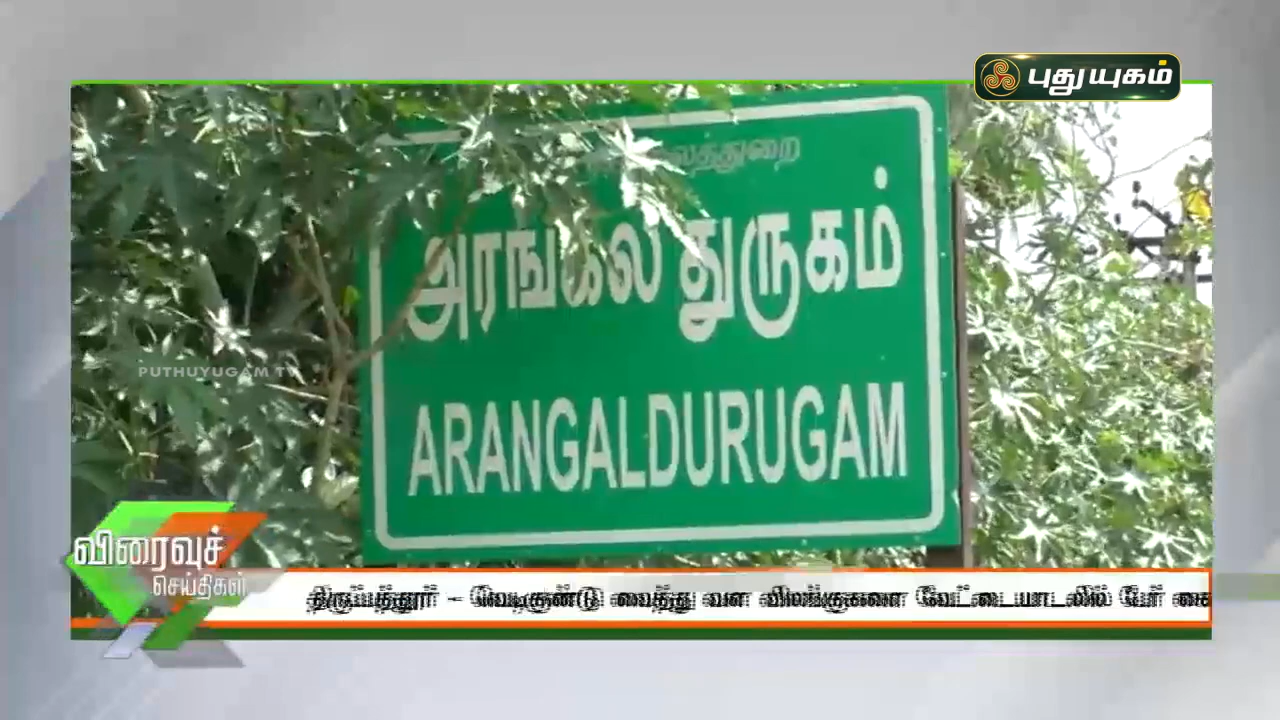 புதுயுகம்
அரங்கல் துருகம்
PUTHUYUGAM TV
ARANGALDURUGAM
விரைவுச்
செய்திகள்
திருப்பத்தூர் – வெடிகுண்டு வைத்து வன விலங்குகளை வேட்டையாடலில்